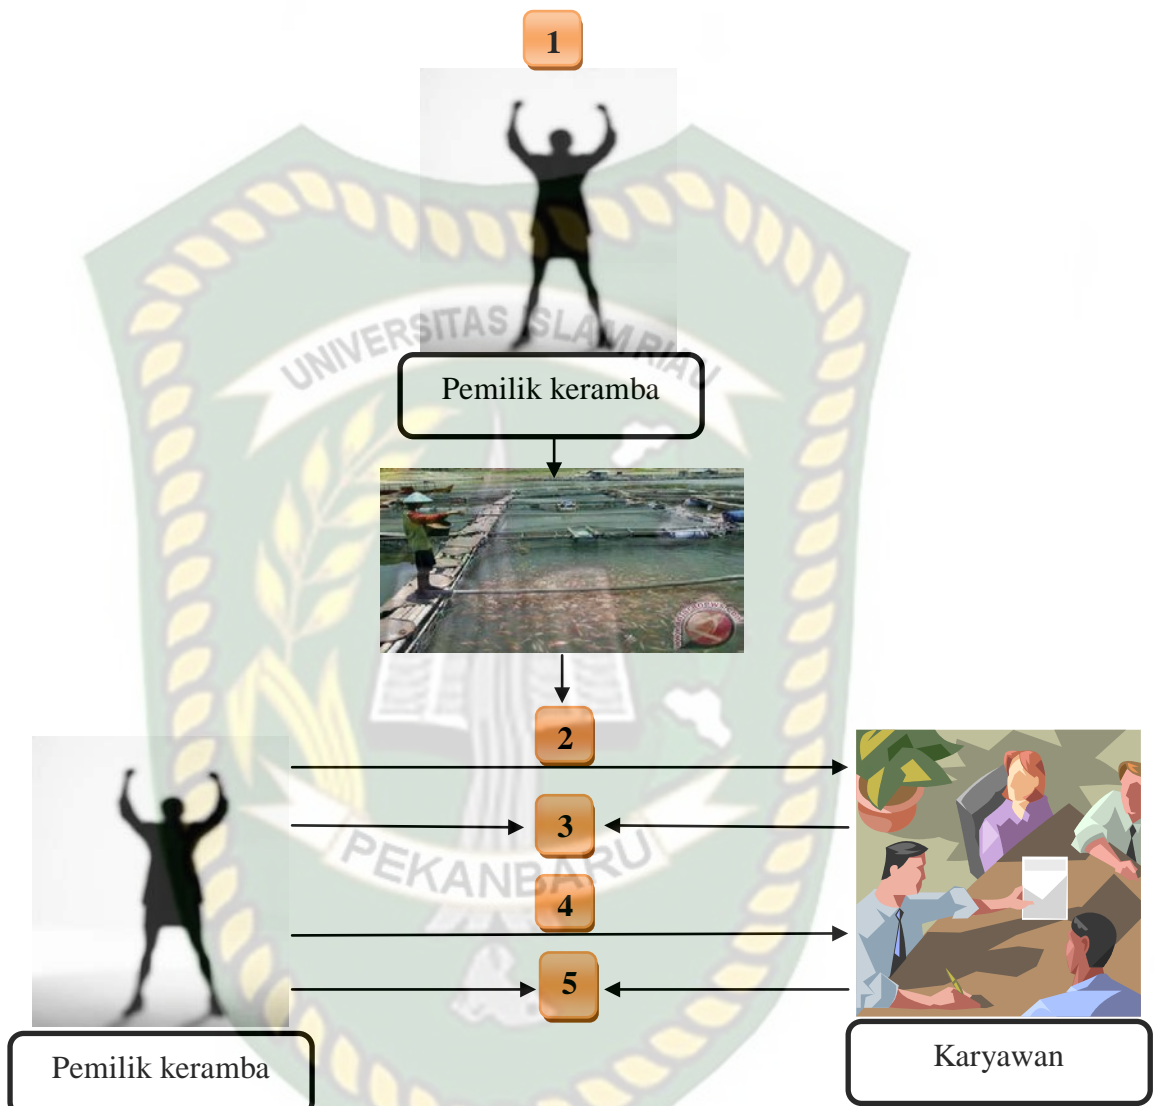 1
UNIVERSITAS ISLAM RIAU
Pemilik keramba
2
3
PEKANBARU
4
5
Pemilik keramba
Karyawan